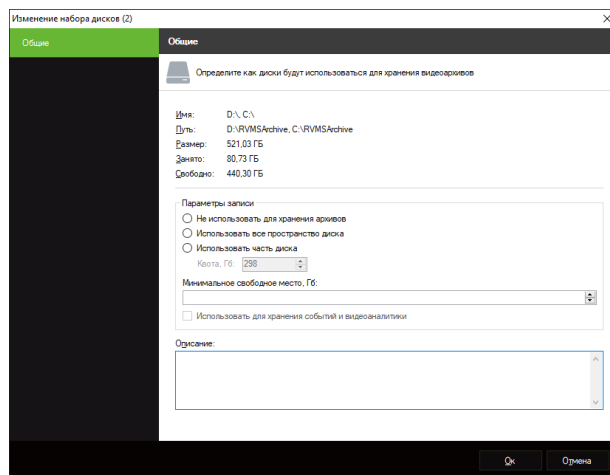 Изменение набора дисков (2)
Общие
Общие
Определите как диски будут использоваться для хранения видеоархивов
Имя: D:\, C:\
Путь: D:\RVMSArchive, C:\RVMSArchive
Размер: 521,03 ГБ
Занято: 80,73 ГБ
Свободно: 440,30 ГБ
Параметры записи
Не использовать для хранения архивов
Использовать все пространство диска
Использовать часть диска
Квота, Гб: 298
Минимальное свободное место, Гб:
Использовать для хранения событий и видеоаналитики
Описание:
Ок Отмена